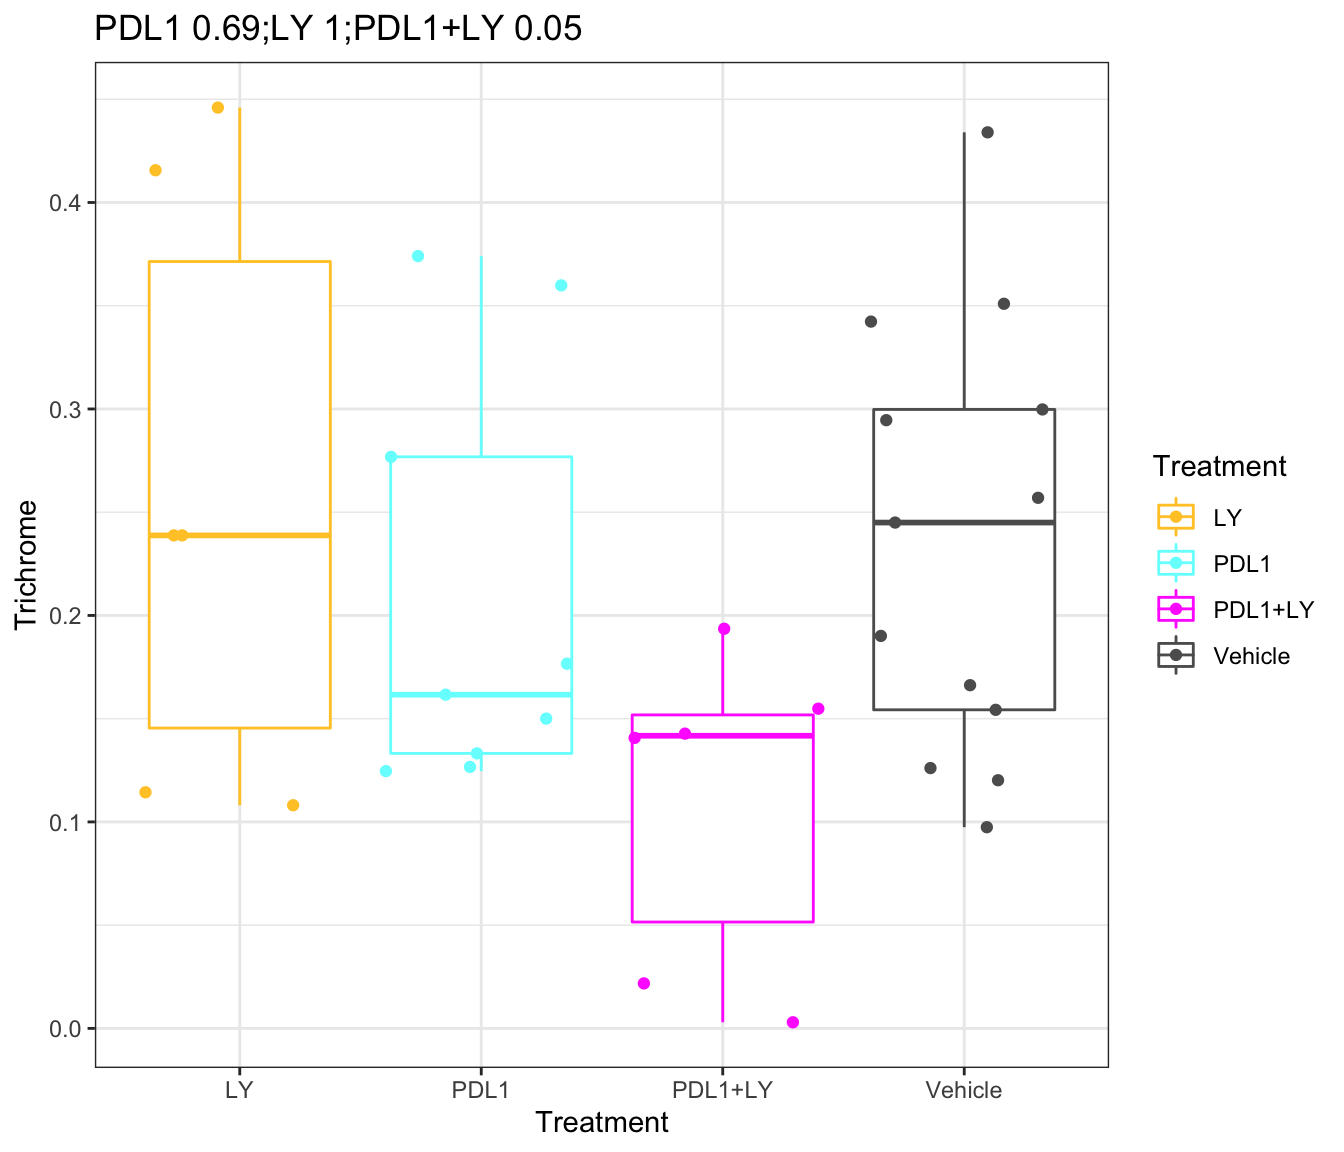 PDL1 0.69;LY 1;PDL1+LY 0.05
Trichrome
0.4
0.3
0.2
0.1
0.0
LY
PDL1
PDL1+LY
Vehicle
Treatment
Treatment
LY
PDL1
PDL1+LY
Vehicle